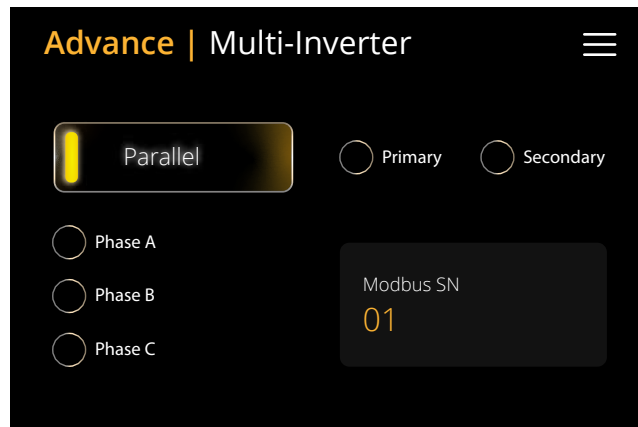 Advance | Multi-Inverter
Parallel
Primary
Secondary
Phase A
Phase B
Phase C
Modbus SN
01